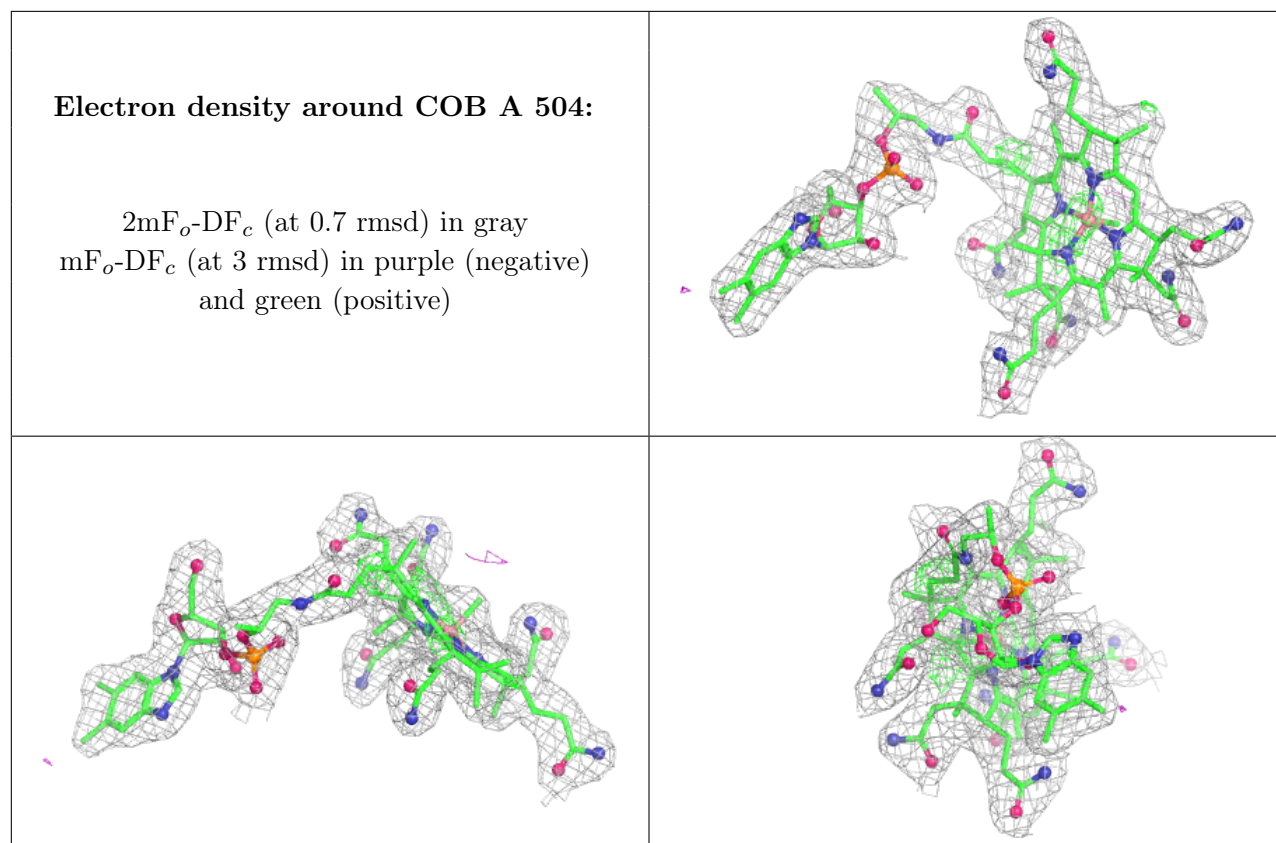 Electron density around COB A 504:
2mFₒ-DF𝒸 (at 0.7 rmsd) in gray
mFₒ-DF𝒸 (at 3 rmsd) in purple (negative)
and green (positive)